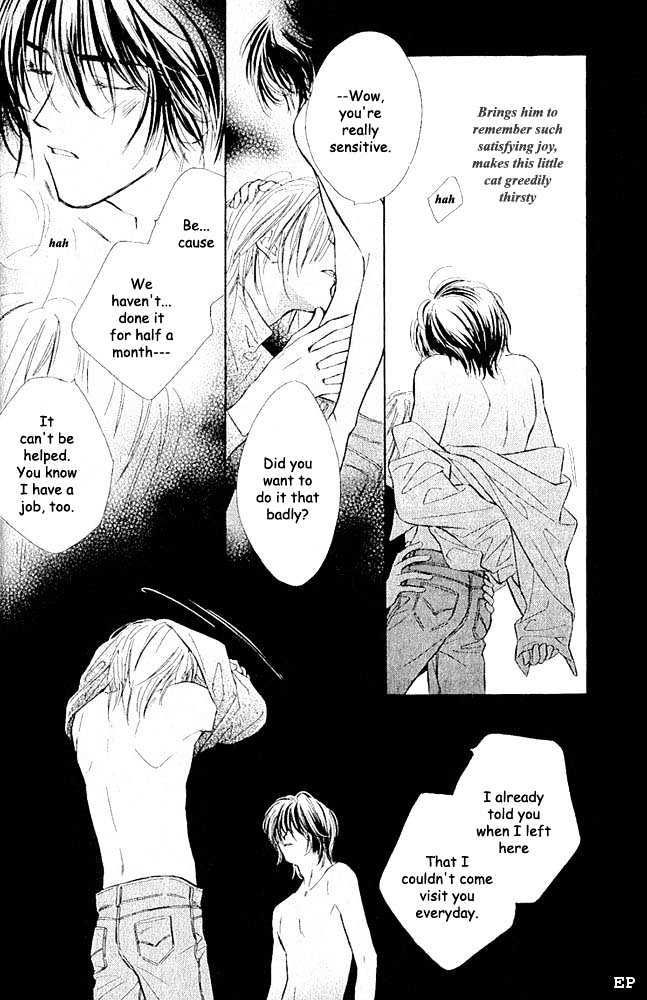 Brings him to
remember such
satisfying joy,
makes this little
cat greedily
thirsty
hah
--Wow,
you're
really
sensitive.
Did you
want to
do it that
badly?
Be...
cause
hah
We
haven't...
done it
for half a
month---
It
can't be
helped.
You know
I have a
job, too.
I already
told you
when I left
here
That I
couldn't come
visit you
everyday.
EP